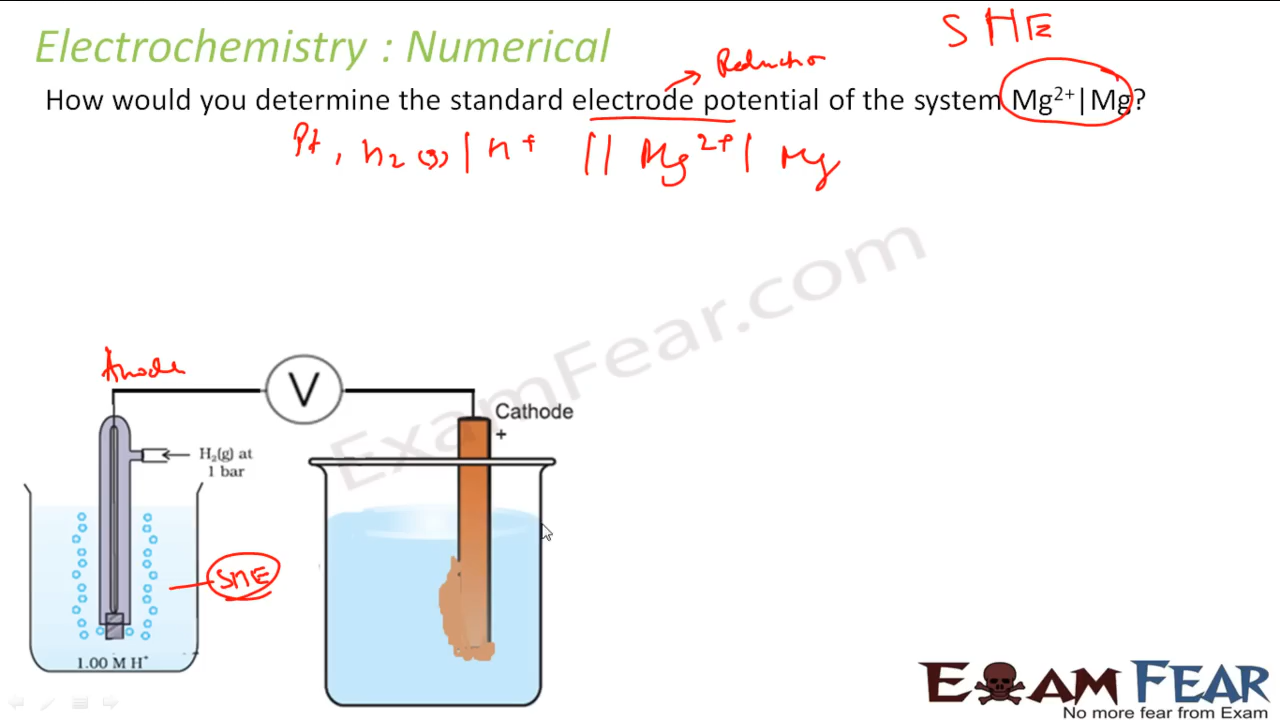 Electrochemistry : Numerical
SHE
Reduction
How would you determine the standard electrode potential of the system Mg²⁺|Mg?
Pt, H₂(g) | H⁺ || Mg²⁺ | Mg
ExamFear.com
Anode
V
Cathode
+
H₂(g) at
1 bar
SHE
1.00 M H⁺
EXAM FEAR
No more fear from Exam